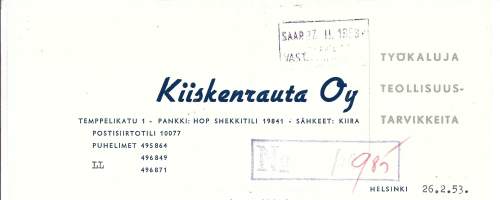 SAAP. 27. II. 1953
VAST.
TYÖKALUJA
TEOLLISUUS-
TARVIKKEITA
Kiiskenrauta Oy
TEMPPELIKATU 1 - PANKKI: HOP SHEKKITILI 19841 - SÄHKEET: KIIRA
POSTISIIRTOTILI 10077
PUHELIMET 495864
496849
LL
496871
No 985
HELSINKI 26.2.53.